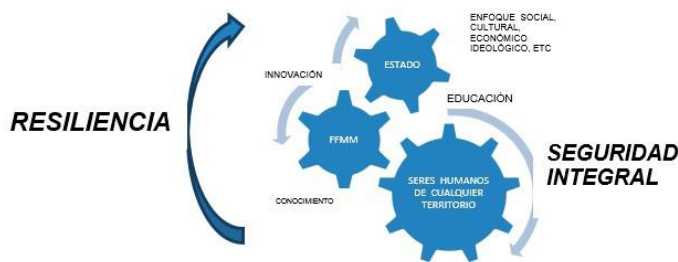 ENFOQUE SOCIAL,
CULTURAL,
ECONÓMICO
IDEOLÓGICO, ETC
ESTADO
INNOVACIÓN
EDUCACIÓN
RESILIENCIA
FFMM
SEGURIDAD
INTEGRAL
SERES HUMANOS
DE CUALQUIER
TERRITORIO
CONOCIMIENTO